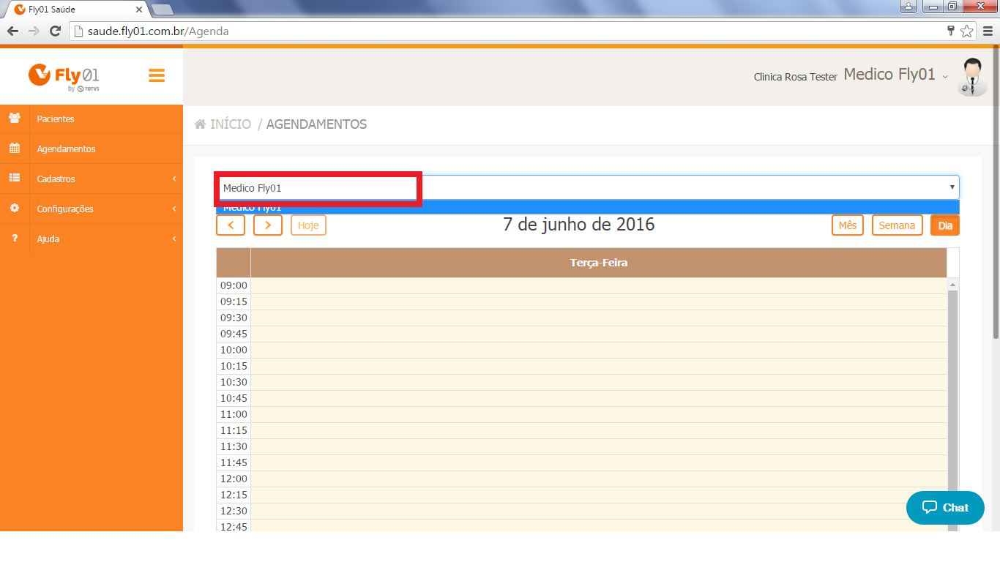 Fly01 Saúde
saude.fly01.com.br/Agenda
Fly01
by TOTVS
Clinica Rosa Tester Medico Fly01
Pacientes
Agendamentos
Cadastros
Configurações
Ajuda
INÍCIO / AGENDAMENTOS
Medico Fly01
Medico Fly01
Hoje
7 de junho de 2016
Mês
Semana
Dia
Terça-Feira
09:00
09:15
09:30
09:45
10:00
10:15
10:30
10:45
11:00
11:15
11:30
11:45
12:00
12:15
12:30
12:45
Chat